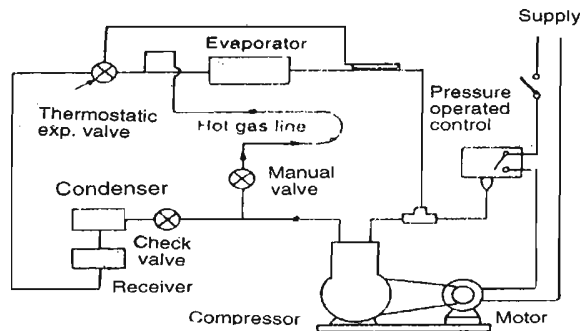 Supply
Evaporator
Thermostatic
exp. valve
Hot gas line
Pressure
operated
control
Manual
valve
Condenser
Check
valve
Receiver
Compressor
Motor